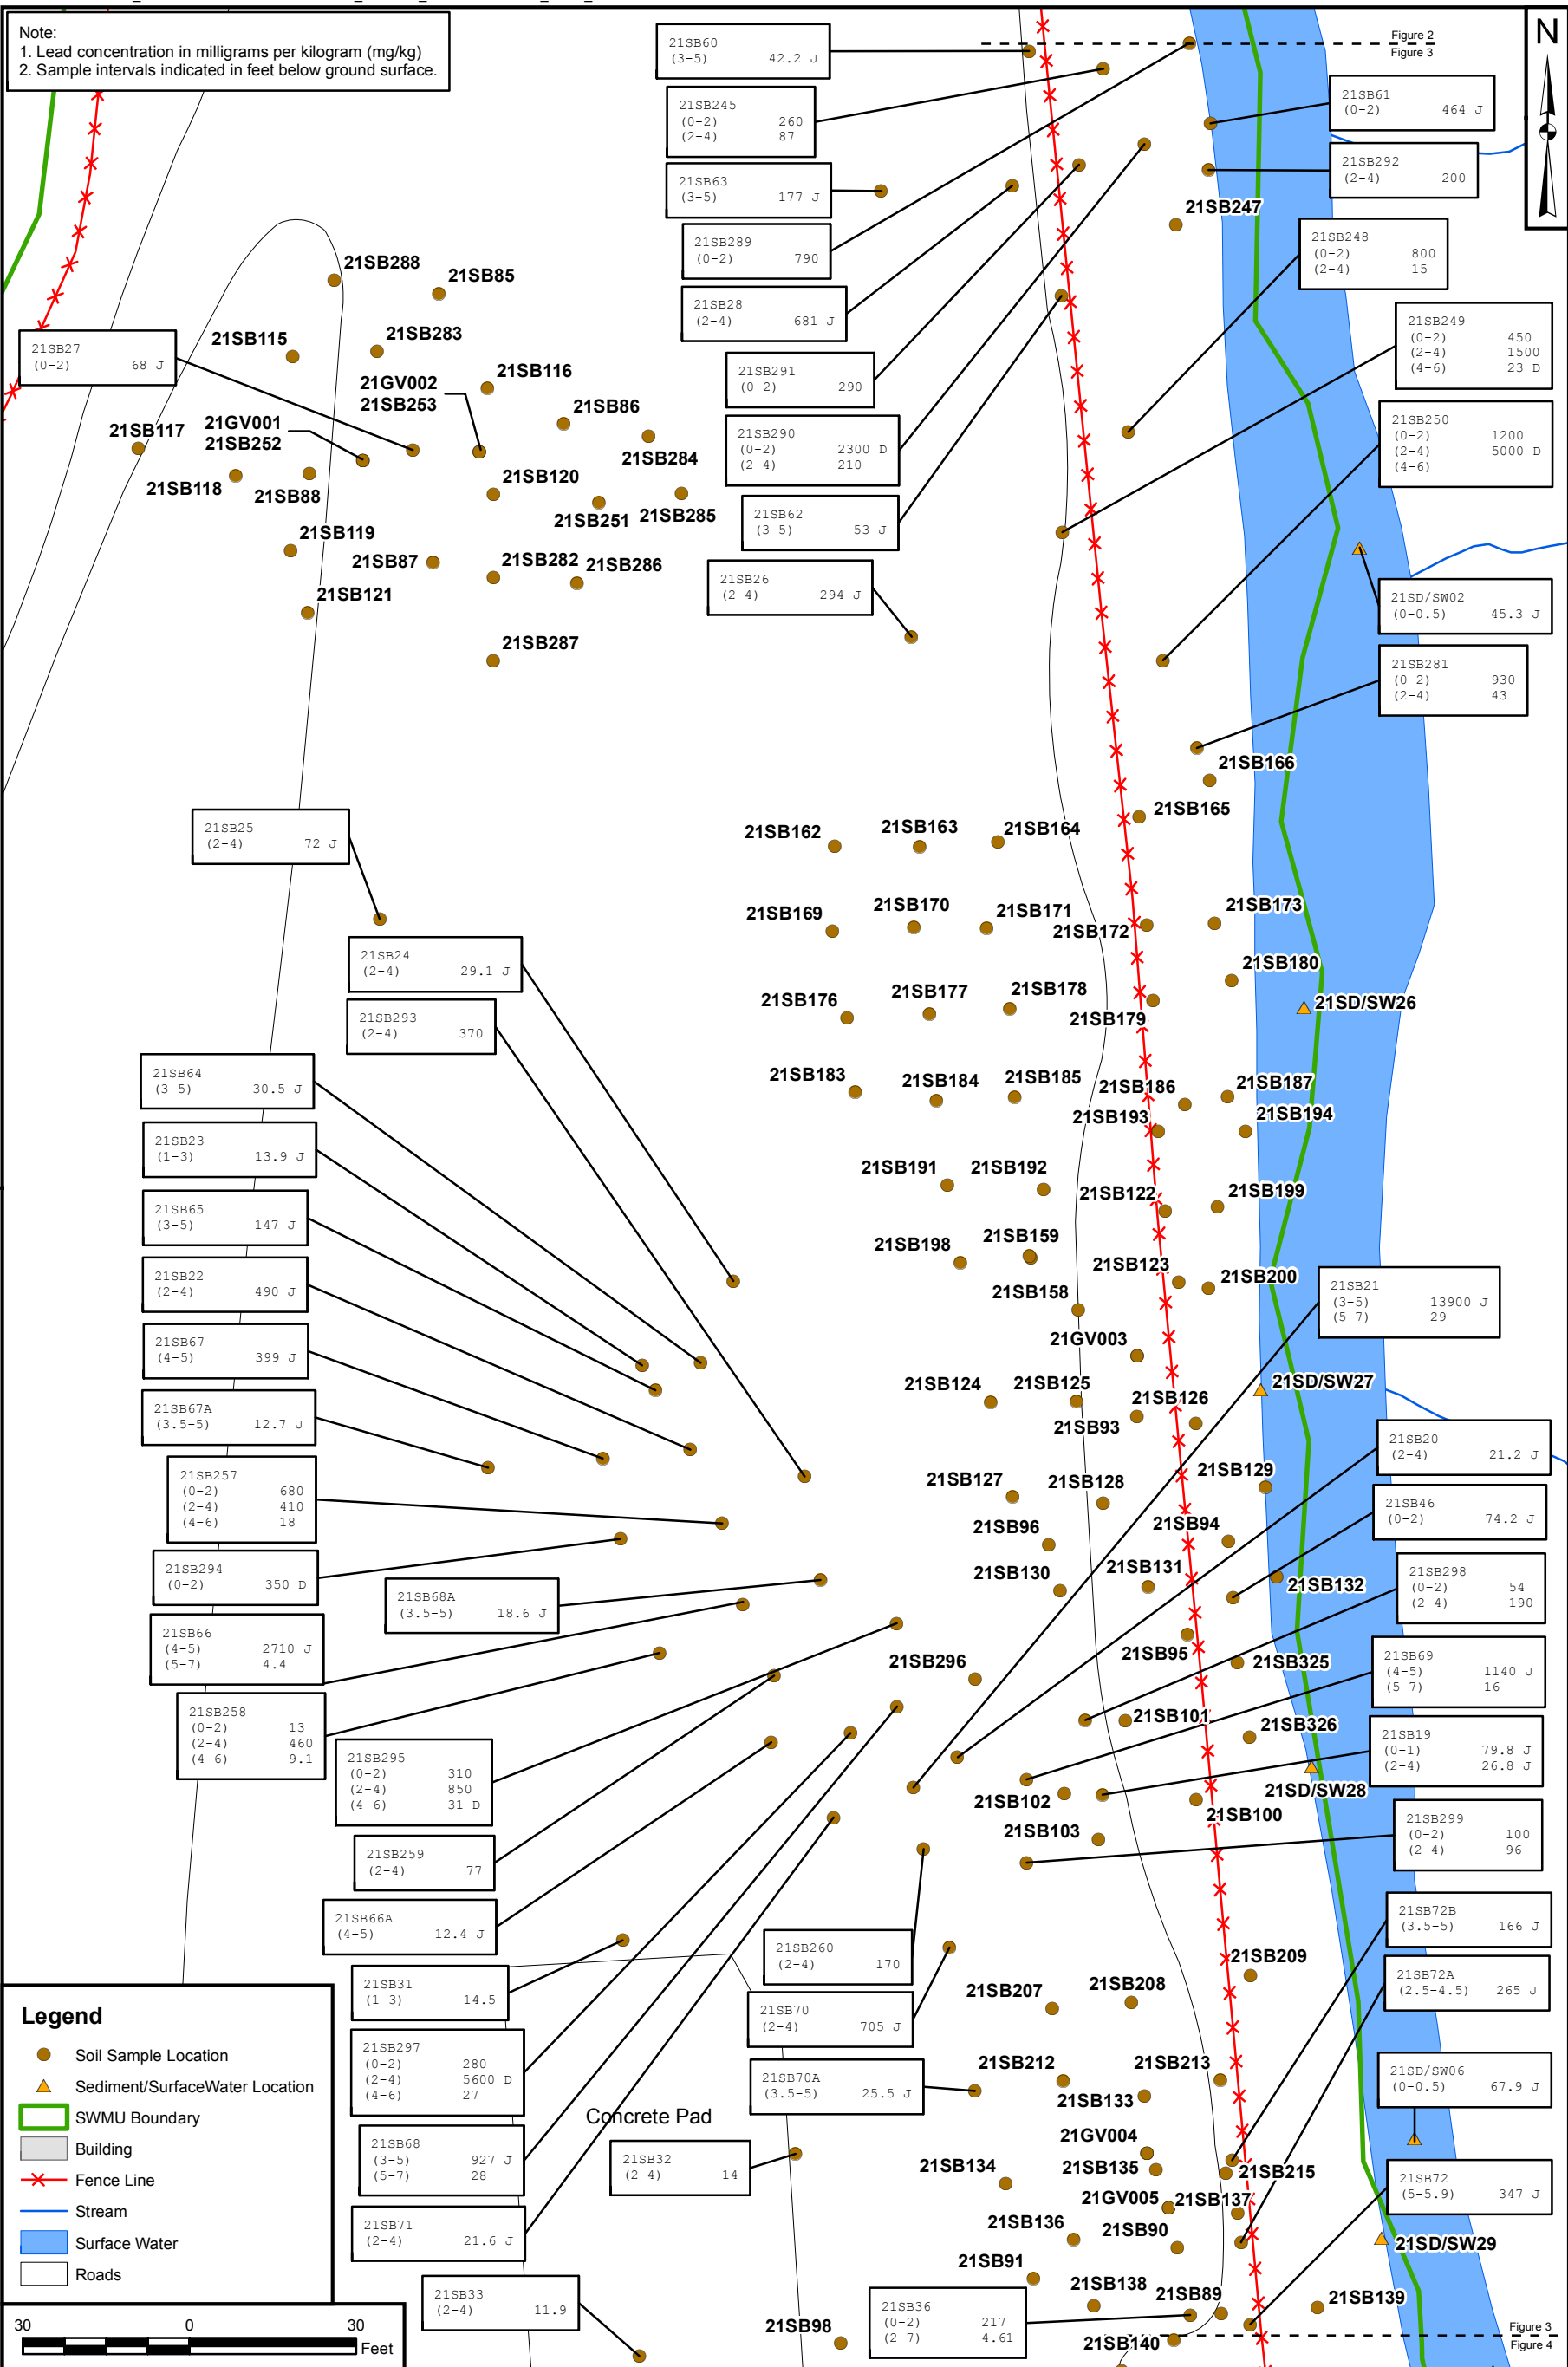 Note:
1. Lead concentration in milligrams per kilogram (mg/kg)
2. Sample intervals indicated in feet below ground surface.
N
Figure 2
Figure 3
21SB60
(3-5) 42.2 J
21SB245
(0-2) 260
(2-4) 87
21SB63
(3-5) 177 J
21SB289
(0-2) 790
21SB28
(2-4) 681 J
21SB291
(0-2) 290
21SB290
(0-2) 2300 D
(2-4) 210
21SB62
(3-5) 53 J
21SB26
(2-4) 294 J
21SB61
(0-2) 464 J
21SB292
(2-4) 200
21SB247
21SB248
(0-2) 800
(2-4) 15
21SB249
(0-2) 450
(2-4) 1500
(4-6) 23 D
21SB250
(0-2) 1200
(2-4) 5000 D
(4-6)
21SD/SW02
(0-0.5) 45.3 J
21SB281
(0-2) 930
(2-4) 43
21SB288
21SB85
21SB27
(0-2) 68 J
21SB115
21SB283
21GV002
21SB253
21SB116
21SB86
21SB117
21GV001
21SB252
21SB284
21SB118
21SB88
21SB120
21SB251
21SB285
21SB119
21SB87
21SB282
21SB286
21SB121
21SB287
21SB166
21SB165
21SB162
21SB163
21SB164
21SB169
21SB170
21SB171
21SB172
21SB173
21SB180
21SB176
21SB177
21SB178
21SB179
21SD/SW26
21SB183
21SB184
21SB185
21SB186
21SB187
21SB193
21SB194
21SB191
21SB192
21SB122
21SB199
21SB198
21SB159
21SB123
21SB200
21SB158
21GV003
21SB25
(2-4) 72 J
21SB24
(2-4) 29.1 J
21SB293
(2-4) 370
21SB64
(3-5) 30.5 J
21SB23
(1-3) 13.9 J
21SB65
(3-5) 147 J
21SB22
(2-4) 490 J
21SB67
(4-5) 399 J
21SB67A
(3.5-5) 12.7 J
21SB257
(0-2) 680
(2-4) 410
(4-6) 18
21SB294
(0-2) 350 D
21SB68A
(3.5-5) 18.6 J
21SB66
(4-5) 2710 J
(5-7) 4.4
21SB258
(0-2) 13
(2-4) 460
(4-6) 9.1
21SB295
(0-2) 310
(2-4) 850
(4-6) 31 D
21SB259
(2-4) 77
21SB66A
(4-5) 12.4 J
21SB31
(1-3) 14.5
21SB297
(0-2) 280
(2-4) 5600 D
(4-6) 27
21SB68
(3-5) 927 J
(5-7) 28
21SB71
(2-4) 21.6 J
21SB33
(2-4) 11.9
21SB21
(3-5) 13900 J
(5-7) 29
21SB124
21SB125
21SB126
21SD/SW27
21SB93
21SB20
(2-4) 21.2 J
21SB127
21SB128
21SB129
21SB46
(0-2) 74.2 J
21SB96
21SB94
21SB130
21SB131
21SB132
21SB298
(0-2) 54
(2-4) 190
21SB296
21SB95
21SB325
21SB69
(4-5) 1140 J
(5-7) 16
21SB101
21SB326
21SB19
(0-1) 79.8 J
(2-4) 26.8 J
21SB102
21SD/SW28
21SB100
21SB103
21SB299
(0-2) 100
(2-4) 96
21SB72B
(3.5-5) 166 J
21SB260
(2-4) 170
21SB209
21SB72A
(2.5-4.5) 265 J
21SB207
21SB208
21SB70
(2-4) 705 J
21SB212
21SB213
21SD/SW06
(0-0.5) 67.9 J
21SB70A
(3.5-5) 25.5 J
21SB133
Concrete Pad
21GV004
21SB32
(2-4) 14
21SB134
21SB135
21SB215
21SB72
(5-5.9) 347 J
21GV005
21SB137
21SB136
21SB90
21SD/SW29
21SB91
21SB138
21SB89
21SB139
21SB36
(0-2) 217
(2-7) 4.61
21SB98
21SB140
Figure 3
Figure 4
Legend
Soil Sample Location
Sediment/SurfaceWater Location
SWMU Boundary
Building
Fence Line
Stream
Surface Water
Roads
30 0 30
Feet